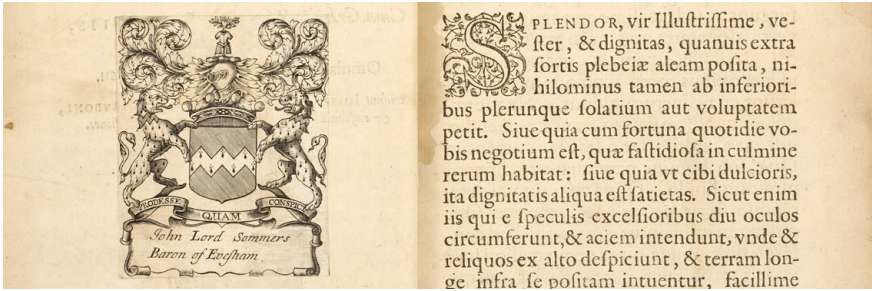 PRODESSE QUAM CONSPICI
John Lord Sommers
Baron of Evesham.
SPLENDOR, vir Illustrissime, ve-
ster, & dignitas, quanuis extra
sortis plebeiæ aleam posita, ni-
hilominus tamen ab inferiori-
bus plerunque solatium aut voluptatem
petit. Siue quia cum fortuna quotidie vo-
bis negotium est, quæ fastidiosa in culmine
rerum habitat: siue quia vt cibi dulcioris,
ita dignitatis aliqua est satietas. Sicut enim
iis qui e speculis excelsioribus diu oculos
circumferunt, & aciem intendunt, vnde &
reliquos ex alto despiciunt, & terram lon-
ge infra se positam intuentur, facillime